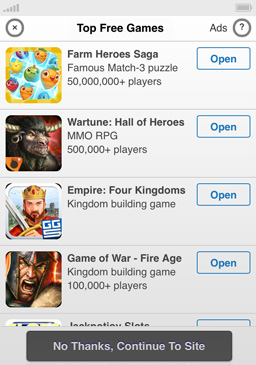 Top Free Games
Ads ?
Farm Heroes Saga
Famous Match-3 puzzle
50,000,000+ players
Open
Wartune: Hall of Heroes
MMO RPG
500,000+ players
Open
Empire: Four Kingdoms
Kingdom building game
Open
GGS
Game of War - Fire Age
Kingdom building game
100,000+ players
Open
Jackpotjoy Slots
No Thanks, Continue To Site